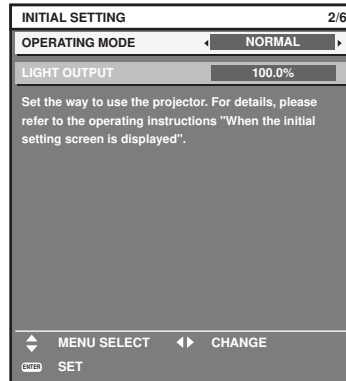 INITIAL SETTING 2/6
OPERATING MODE NORMAL
LIGHT OUTPUT 100.0%
Set the way to use the projector. For details, please
refer to the operating instructions "When the initial
setting screen is displayed".
MENU SELECT CHANGE
ENTER SET